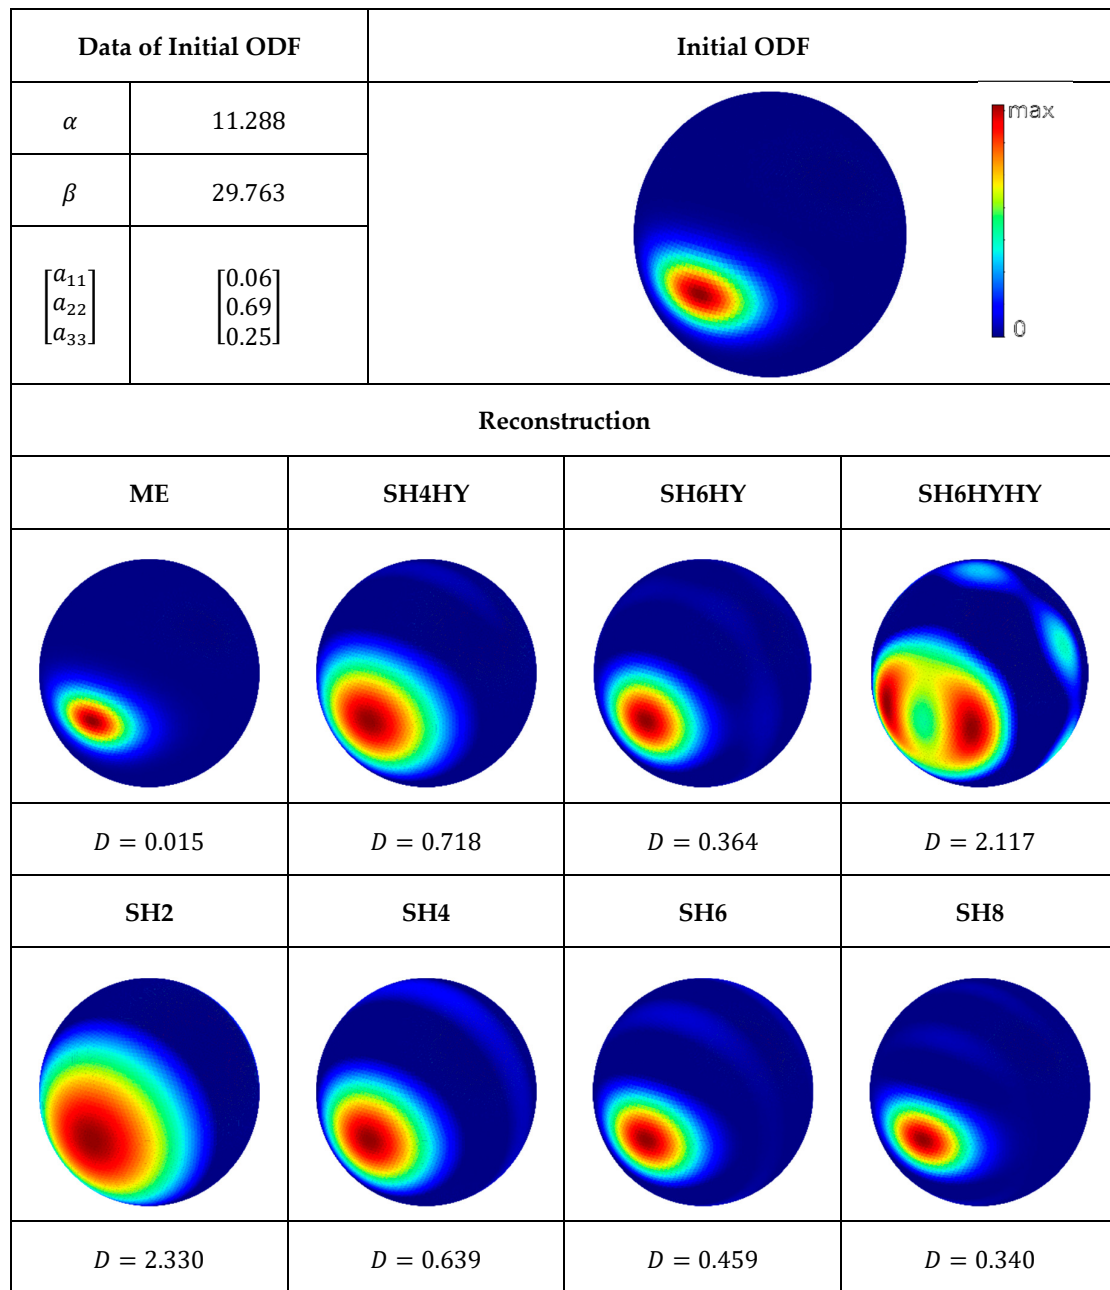 Data of Initial ODF
Initial ODF
α
11.288
max
β
29.763
[a₁₁]
[a₂₂]
[a₃₃]
[0.06]
[0.69]
[0.25]
0
Reconstruction
ME
SH4HY
SH6HY
SH6HYHY
D = 0.015
D = 0.718
D = 0.364
D = 2.117
SH2
SH4
SH6
SH8
D = 2.330
D = 0.639
D = 0.459
D = 0.340